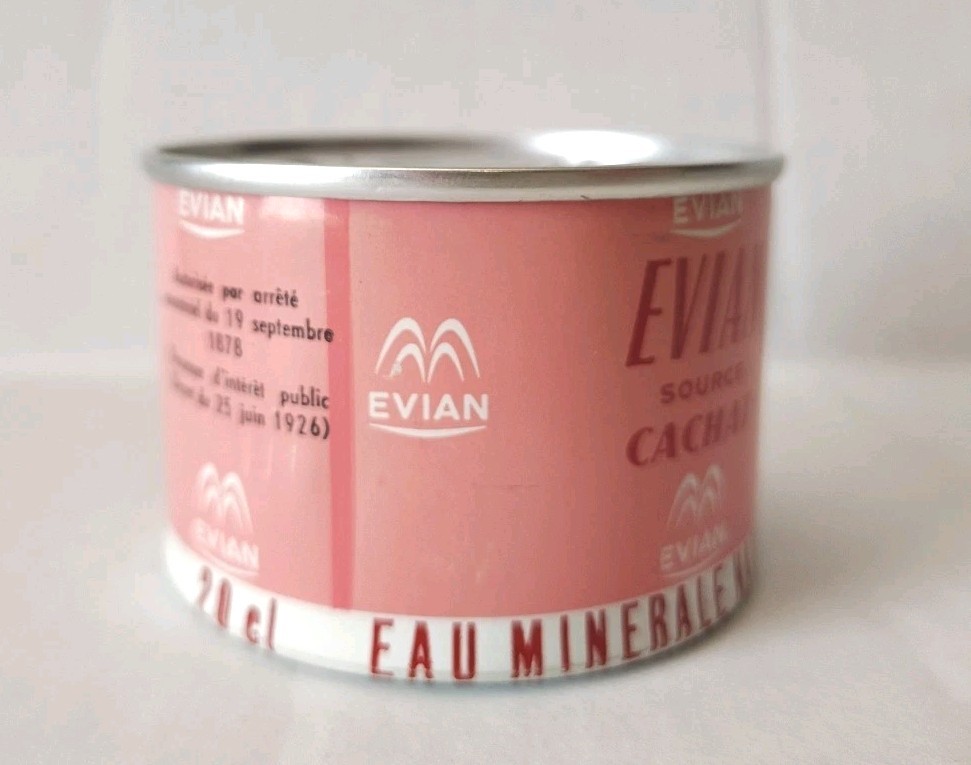 EVIAN
par arrêté
du 19 septembre
1878
d'intérêt public
du 25 juin 1926)
EVIAN
20 cl
EVIAN
EVIAN
EVIAN
SOURCE
EVIAN
EAU MINERALE